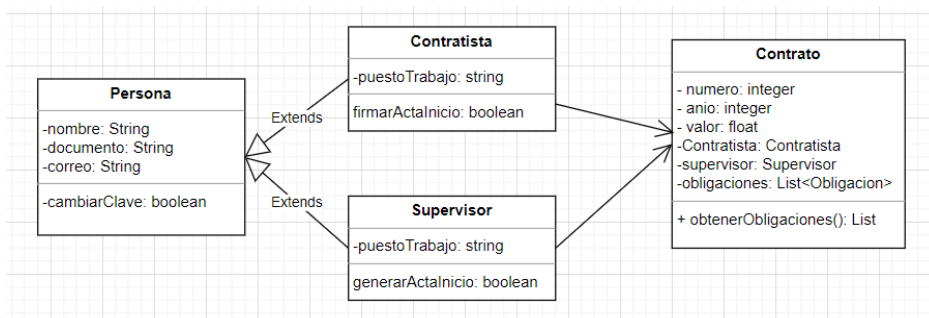 Persona
-nombre: String
-documento: String
-correo: String
-cambiarClave: boolean
Extends
Extends
Contratista
-puestoTrabajo: string
firmarActaInicio: boolean
Supervisor
-puestoTrabajo: string
generarActaInicio: boolean
Contrato
- numero: integer
- anio: integer
- valor: float
-Contratista: Contratista
-supervisor: Supervisor
-obligaciones: List<Obligacion>
+ obtenerObligaciones(): List